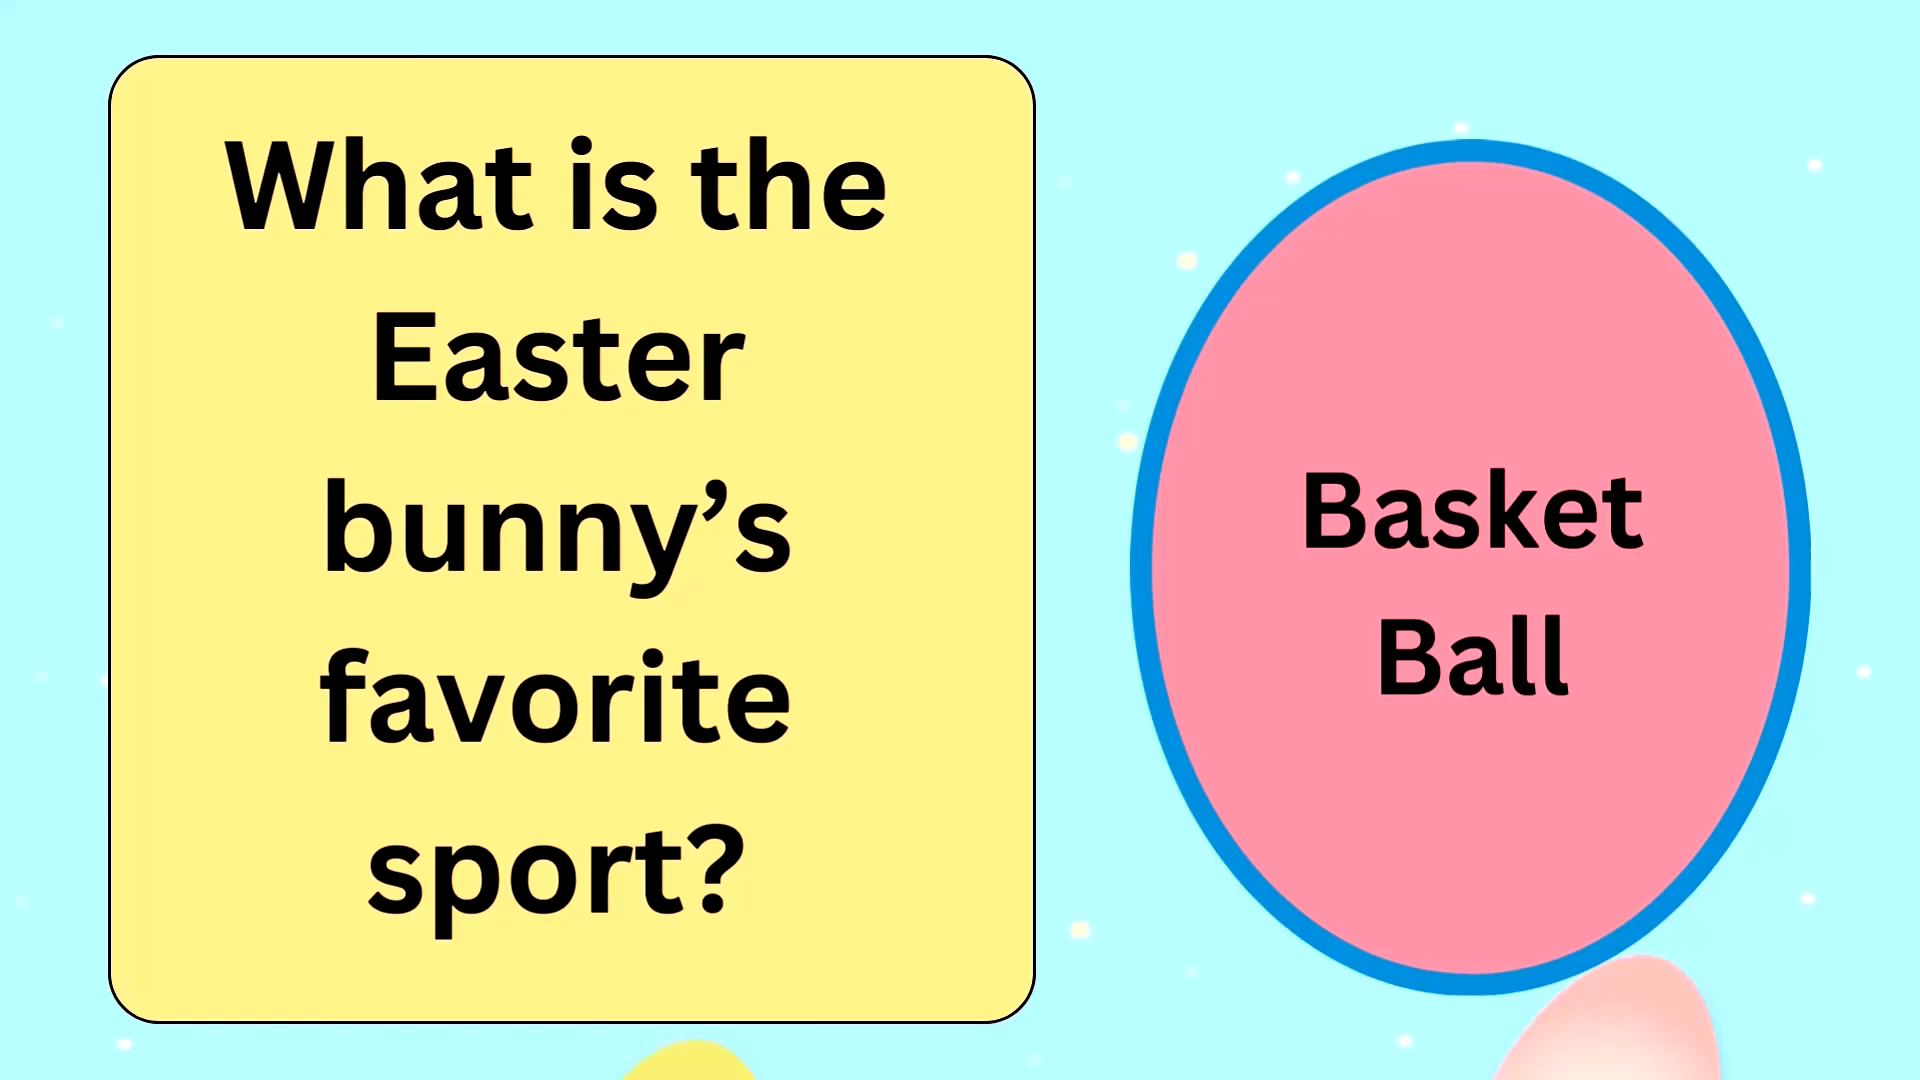 What is the
Easter
bunny’s
favorite
sport?
Basket
Ball